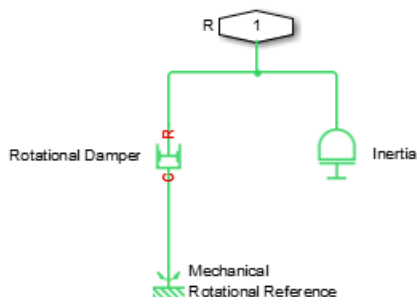 R 1
R
Rotational Damper
Inertia
C
Mechanical
Rotational Reference